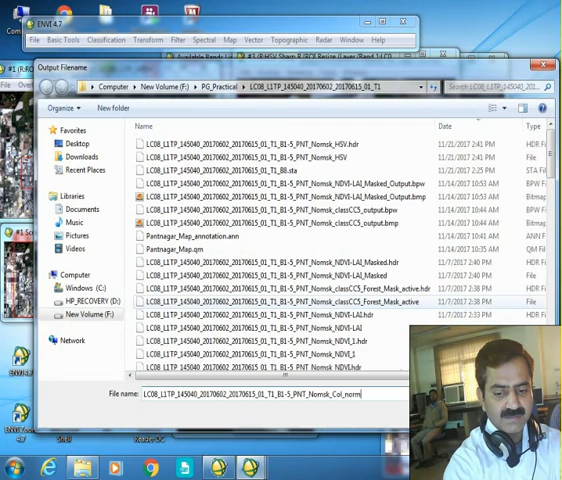 ENVI 4.7
File Basic Tools Classification Transform Filter Spectral Map Vector Topographic Radar Window Help
Output Filename
Computer New Volume (F:) PG_Practical LC08_L1TP_145040_20170602_20170615_01_T1
Search LC08_L1TP_145040_201...
Organize New folder
Name Date Type
Favorites
Desktop
Downloads
Recent Places
Libraries
Documents
Music
Pictures
Videos
Computer
Windows (C:)
HP_RECOVERY (D:)
New Volume (F:)
Network
LC08_L1TP_145040_20170602_20170615_01_T1_B1-5_PNT_Nomsk_HSV.hdr 11/21/2017 2:41 PM HDR F
LC08_L1TP_145040_20170602_20170615_01_T1_B1-5_PNT_Nomsk_HSV 11/21/2017 2:41 PM File
LC08_L1TP_145040_20170602_20170615_01_T1_B8.sta 11/21/2017 2:25 PM STA File
LC08_L1TP_145040_20170602_20170615_01_T1_B1-5_PNT_Nomsk_NDVI-LAI_Masked_Output.bpw 11/14/2017 10:53 AM BPW F
LC08_L1TP_145040_20170602_20170615_01_T1_B1-5_PNT_Nomsk_NDVI-LAI_Masked_Output.bmp 11/14/2017 10:53 AM Bitmap
LC08_L1TP_145040_20170602_20170615_01_T1_B1-5_PNT_Nomsk_classCC5_output.bpw 11/14/2017 10:44 AM BPW F
LC08_L1TP_145040_20170602_20170615_01_T1_B1-5_PNT_Nomsk_classCC5_output.bmp 11/14/2017 10:44 AM Bitmap
Pantnagar_Map_annotation.ann 11/14/2017 10:41 AM ANN F
Pantnagar_Map.qm 11/14/2017 10:35 AM QM File
LC08_L1TP_145040_20170602_20170615_01_T1_B1-5_PNT_Nomsk_NDVI-LAI_Masked.hdr 11/7/2017 2:40 PM HDR F
LC08_L1TP_145040_20170602_20170615_01_T1_B1-5_PNT_Nomsk_NDVI-LAI_Masked 11/7/2017 2:40 PM File
LC08_L1TP_145040_20170602_20170615_01_T1_B1-5_PNT_Nomsk_classCC5_Forest_Mask_active.hdr 11/7/2017 2:38 PM HDR F
LC08_L1TP_145040_20170602_20170615_01_T1_B1-5_PNT_Nomsk_classCC5_Forest_Mask_active 11/7/2017 2:38 PM File
LC08_L1TP_145040_20170602_20170615_01_T1_B1-5_PNT_Nomsk_NDVI-LAI.hdr 11/7/2017 2:33 PM HDR F
LC08_L1TP_145040_20170602_20170615_01_T1_B1-5_PNT_Nomsk_NDVI-LAI
LC08_L1TP_145040_20170602_20170615_01_T1_B1-5_PNT_Nomsk_NDVI_1.hdr
LC08_L1TP_145040_20170602_20170615_01_T1_B1-5_PNT_Nomsk_NDVI_1
LC08_L1TP_145040_20170602_20170615_01_T1_B1-5_PNT_Nomsk_NDVI.hdr
File name: LC08_L1TP_145040_20170602_20170615_01_T1_B1-5_PNT_Nomsk_Col_norm